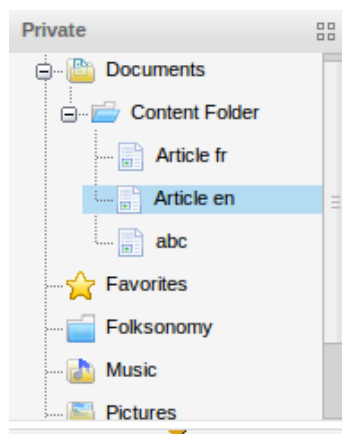 Private
Documents
Content Folder
Article fr
Article en
abc
Favorites
Folksonomy
Music
Pictures